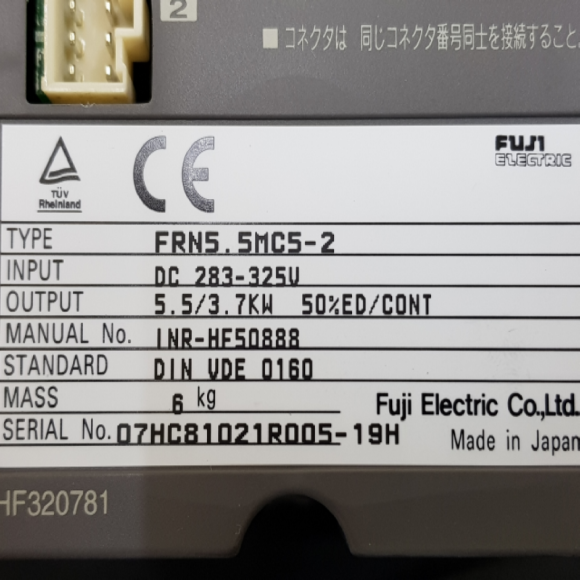 2
■ コネクタは 同じコネクタ番号同士を接続すること。
TÜV
Rheinland
CE
FUJI
ELECTRIC
TYPE FRN5.5MC5-2
INPUT DC 283-325V
OUTPUT 5.5/3.7KW 50%ED/CONT
MANUAL No. INR-HF50888
STANDARD DIN VDE 0160
MASS 6 kg
Fuji Electric Co.,Ltd.
SERIAL No. 07HC81021R005-19H
Made in Japan
HF320781